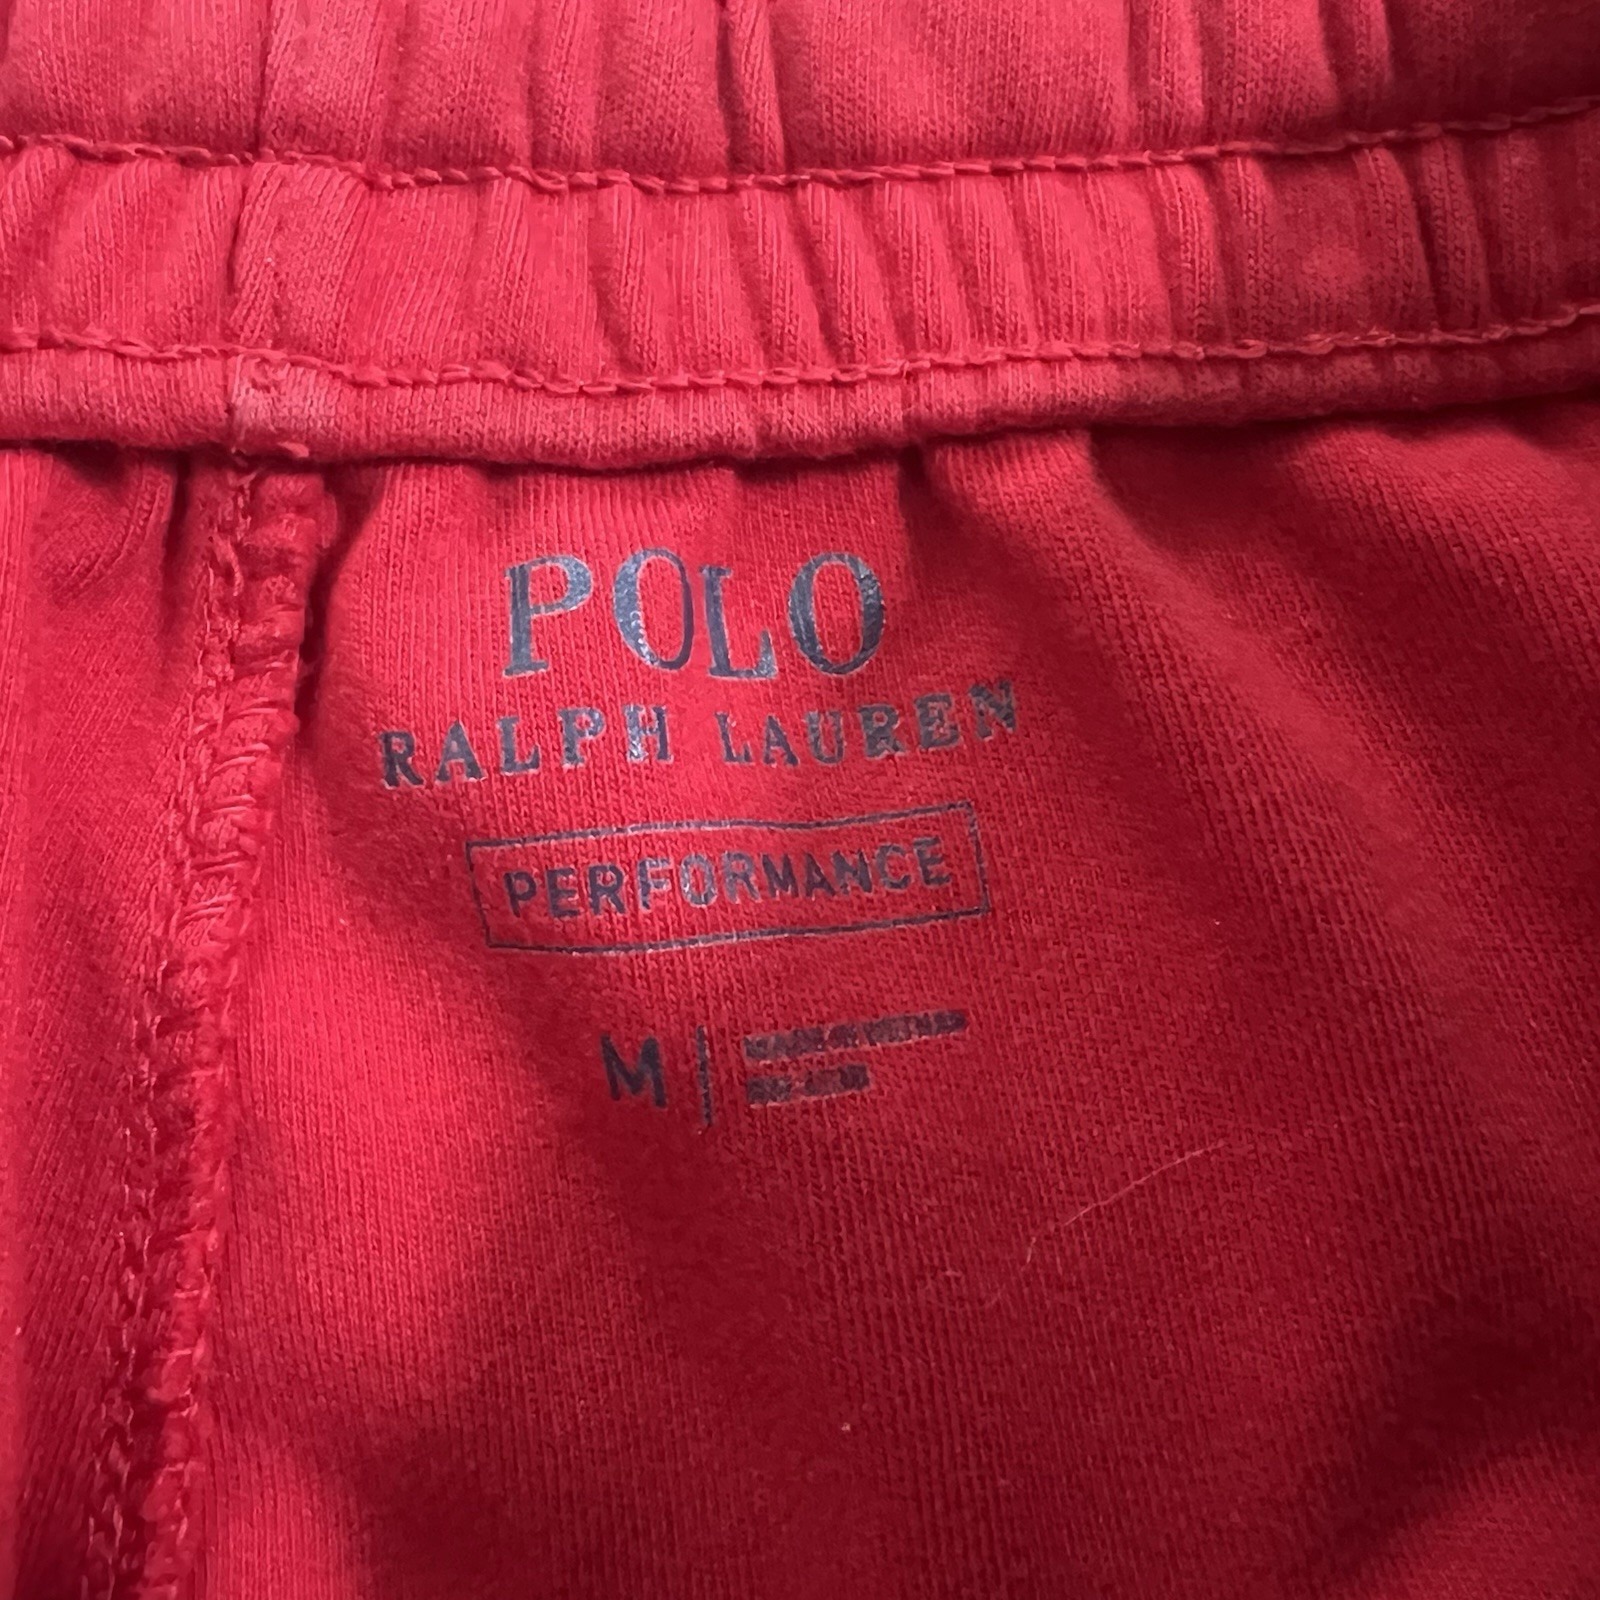 POLO
RALPH LAUREN
PERFORMANCE
M |